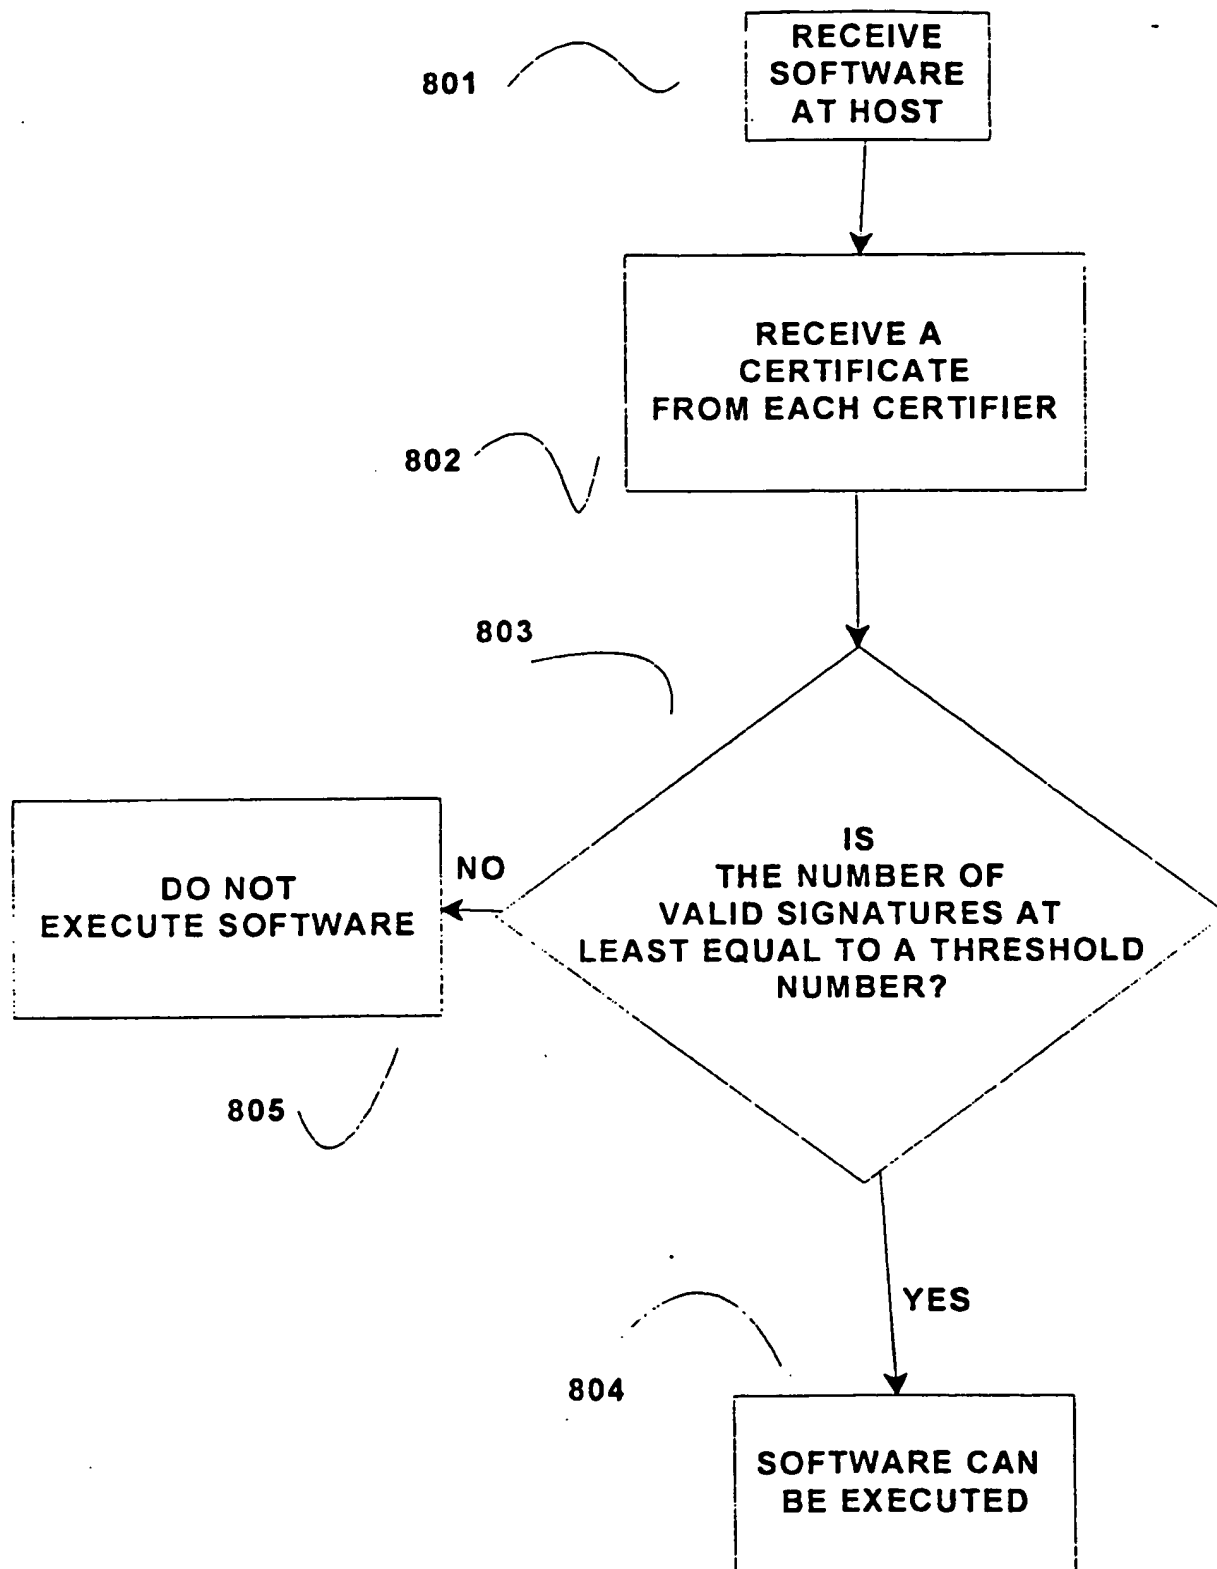 RECEIVE
SOFTWARE
AT HOST
801
RECEIVE A
CERTIFICATE
FROM EACH CERTIFIER
802
803
IS
THE NUMBER OF
VALID SIGNATURES AT
LEAST EQUAL TO A THRESHOLD
NUMBER?
NO
DO NOT
EXECUTE SOFTWARE
805
YES
804
SOFTWARE CAN
BE EXECUTED